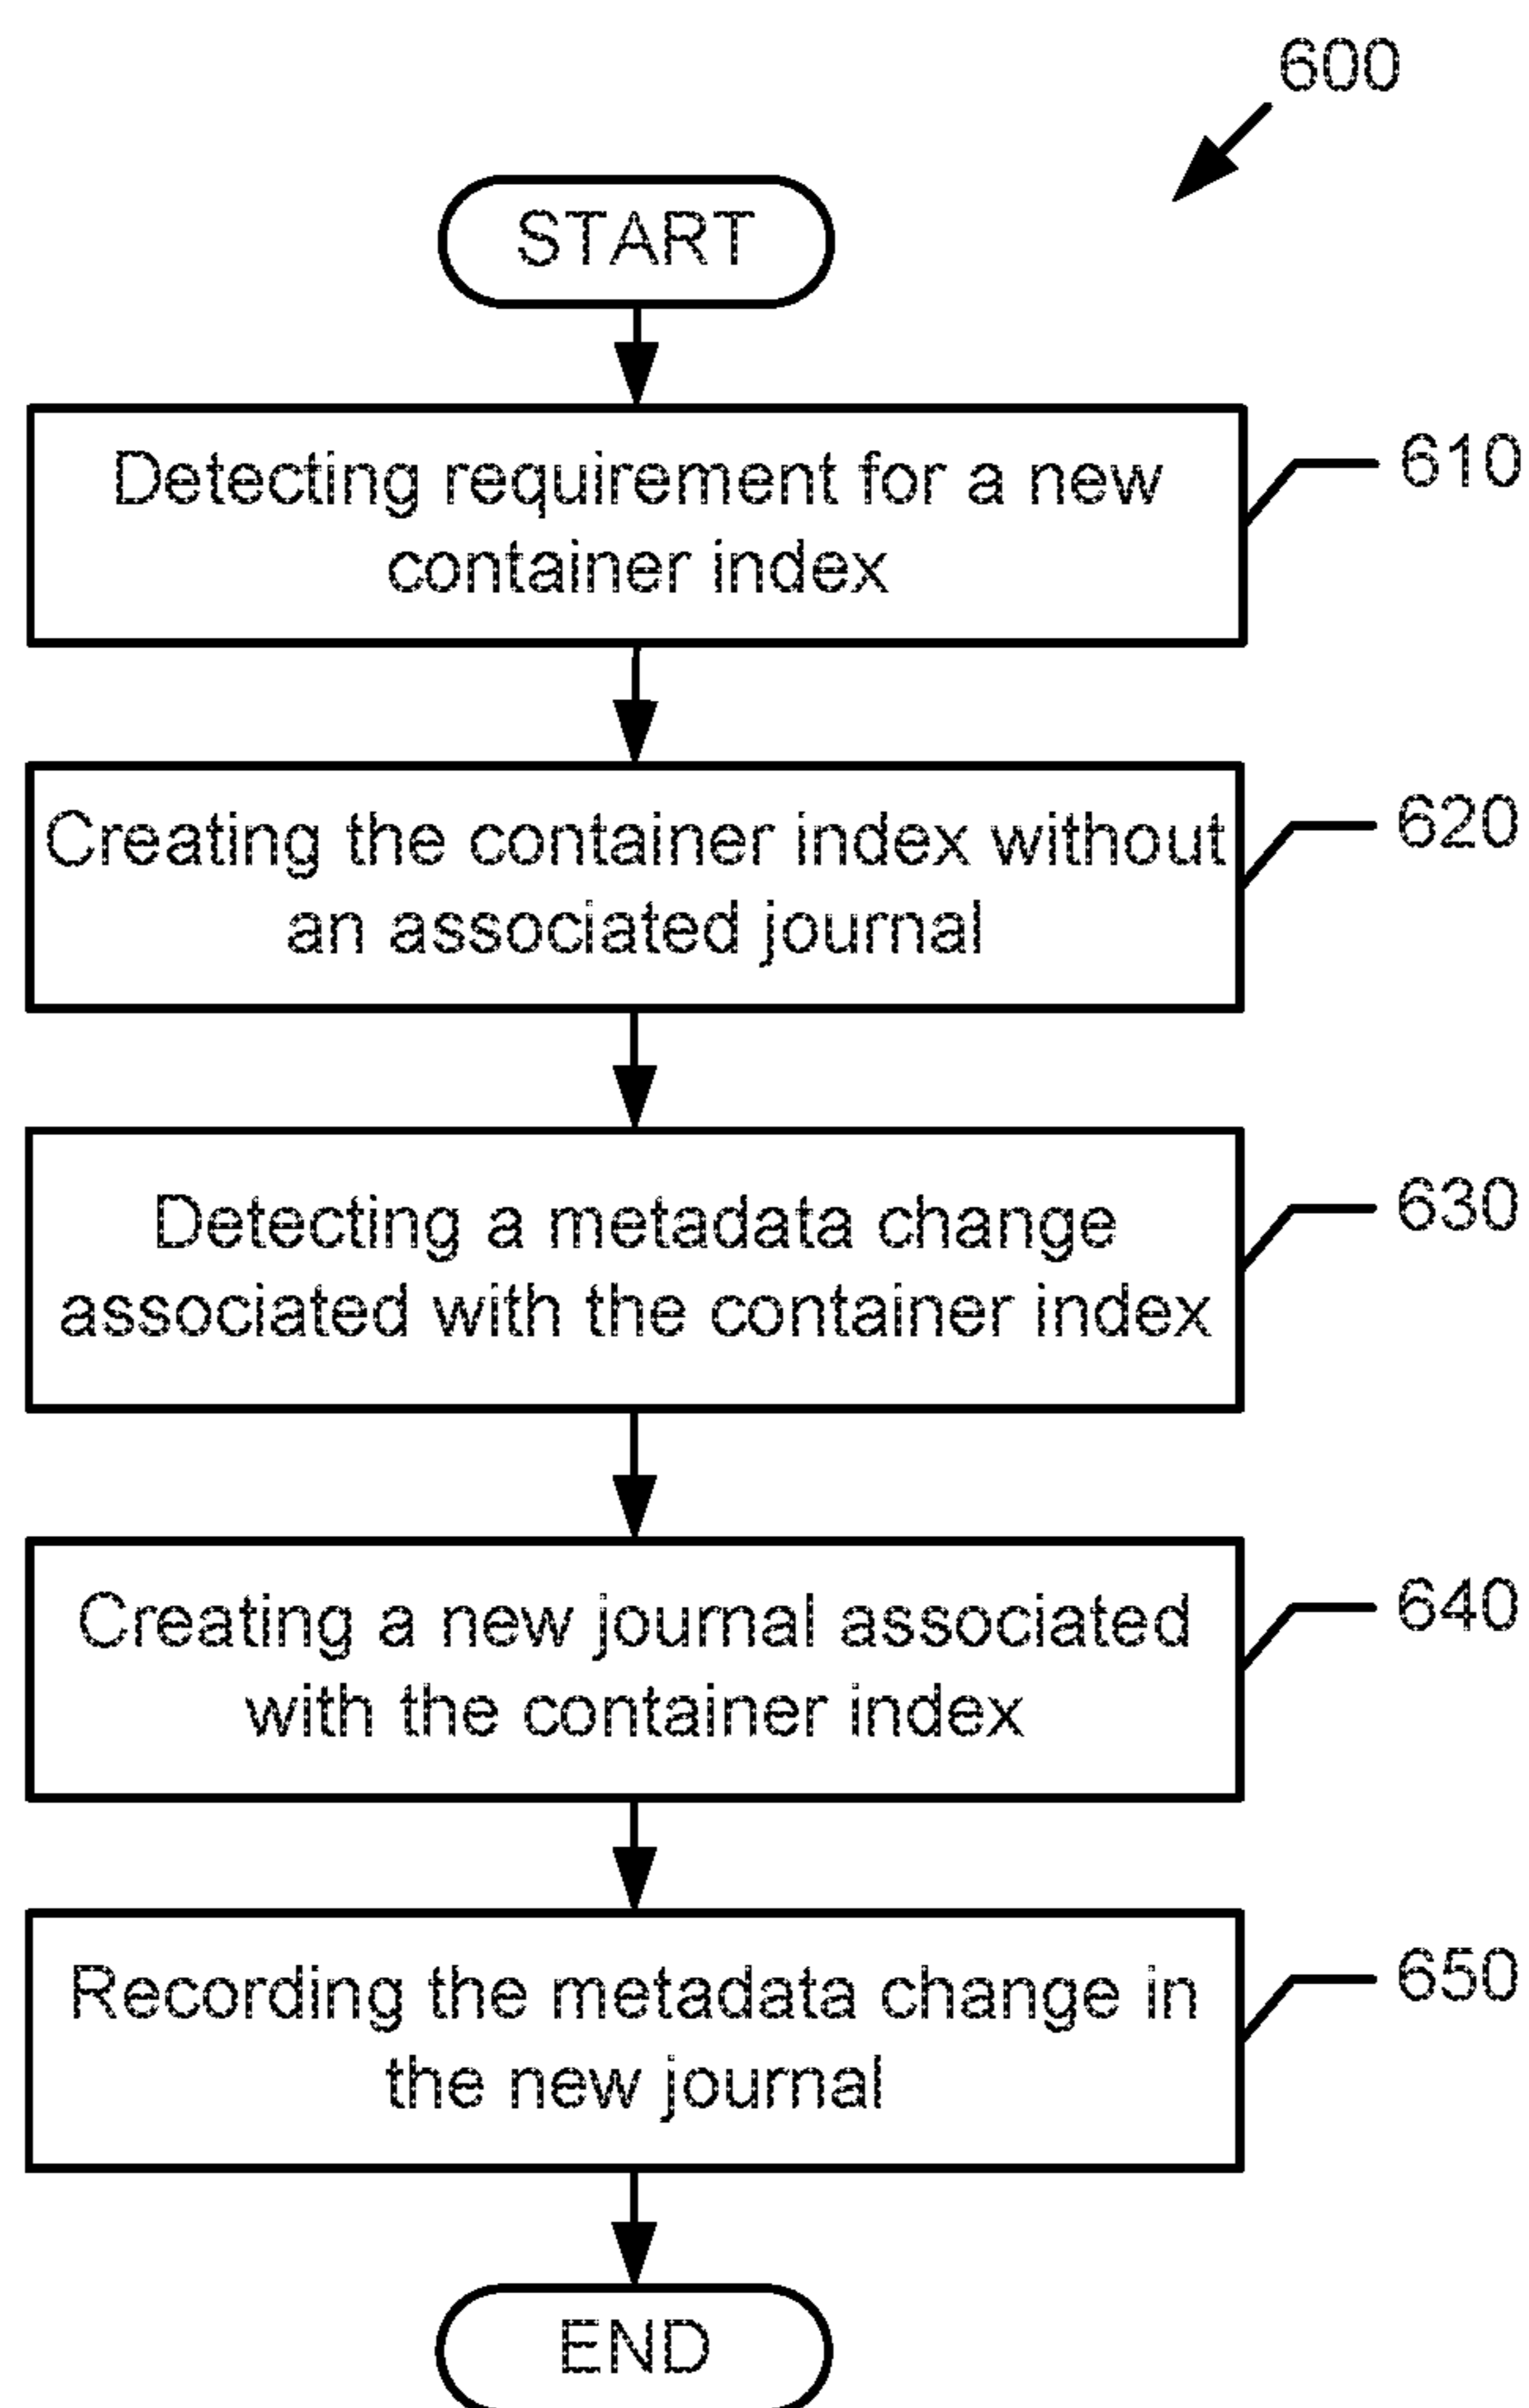 600
START
Detecting requirement for a new
container index
610
Creating the container index without
an associated journal
620
Detecting a metadata change
associated with the container index
630
Creating a new journal associated
with the container index
640
Recording the metadata change in
the new journal
650
END